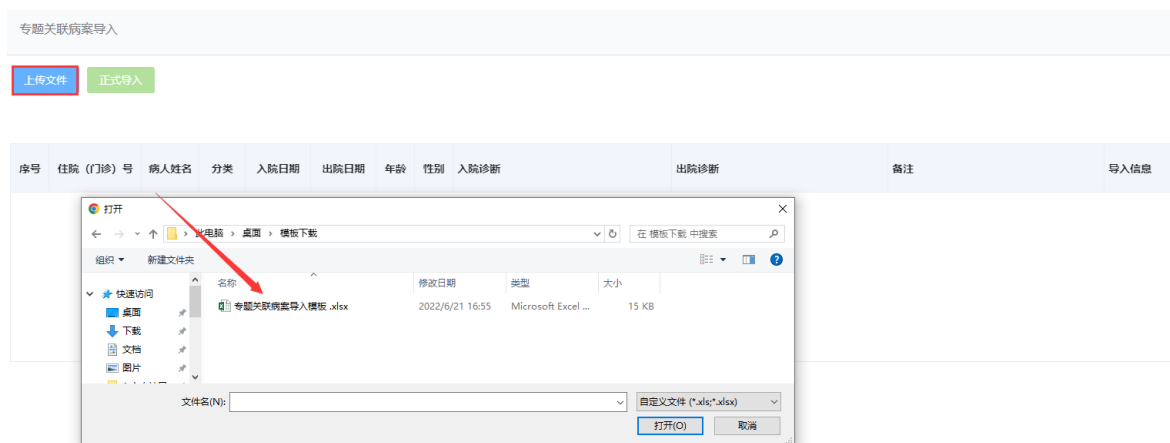 专题关联病案导入
上传文件 正式导入
序号 住院（门诊）号 病人姓名 分类 入院日期 出院日期 年龄 性别 入院诊断 出院诊断 备注 导入信息
打开
此电脑 › 桌面 › 模板下载 在 模板下载 中搜索
组织 新建文件夹
名称 修改日期 类型 大小
快速访问
专题关联病案导入模板 .xlsx 2022/6/21 16:55 Microsoft Excel ... 15 KB
桌面
下载
文档
图片
文件名(N): 自定义文件 (*.xls;*.xlsx)
打开(O) 取消